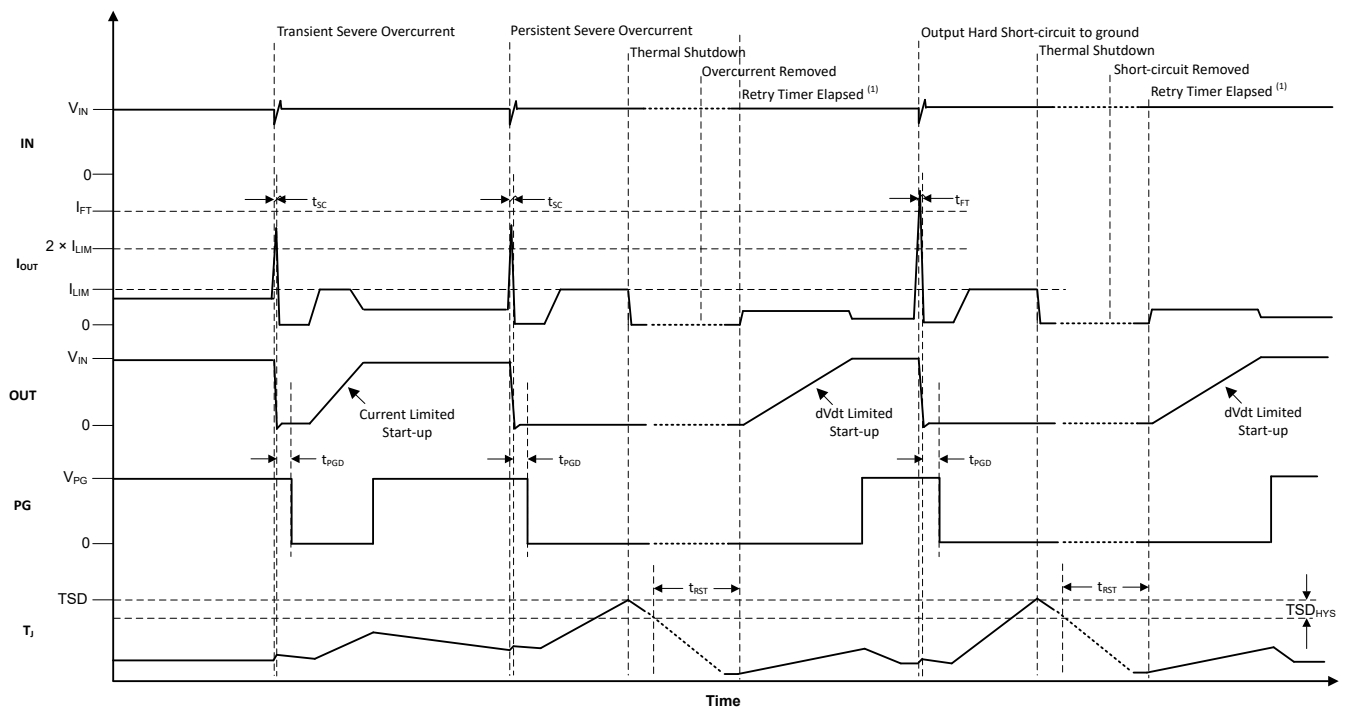 Transient Severe Overcurrent
Persistent Severe Overcurrent
Output Hard Short-circuit to ground
Thermal Shutdown
Thermal Shutdown
Overcurrent Removed
Short-circuit Removed
Retry Timer Elapsed (1)
Retry Timer Elapsed (1)
VIN
IN
0
IFT
tSC
tSC
tFT
2 × ILIM
IOUT
ILIM
0
VIN
OUT
Current Limited
Start-up
dVdt Limited
Start-up
dVdt Limited
Start-up
0
tPGD
tPGD
tPGD
VPG
PG
0
tRST
tRST
TSD
TSDHYS
TJ
Time